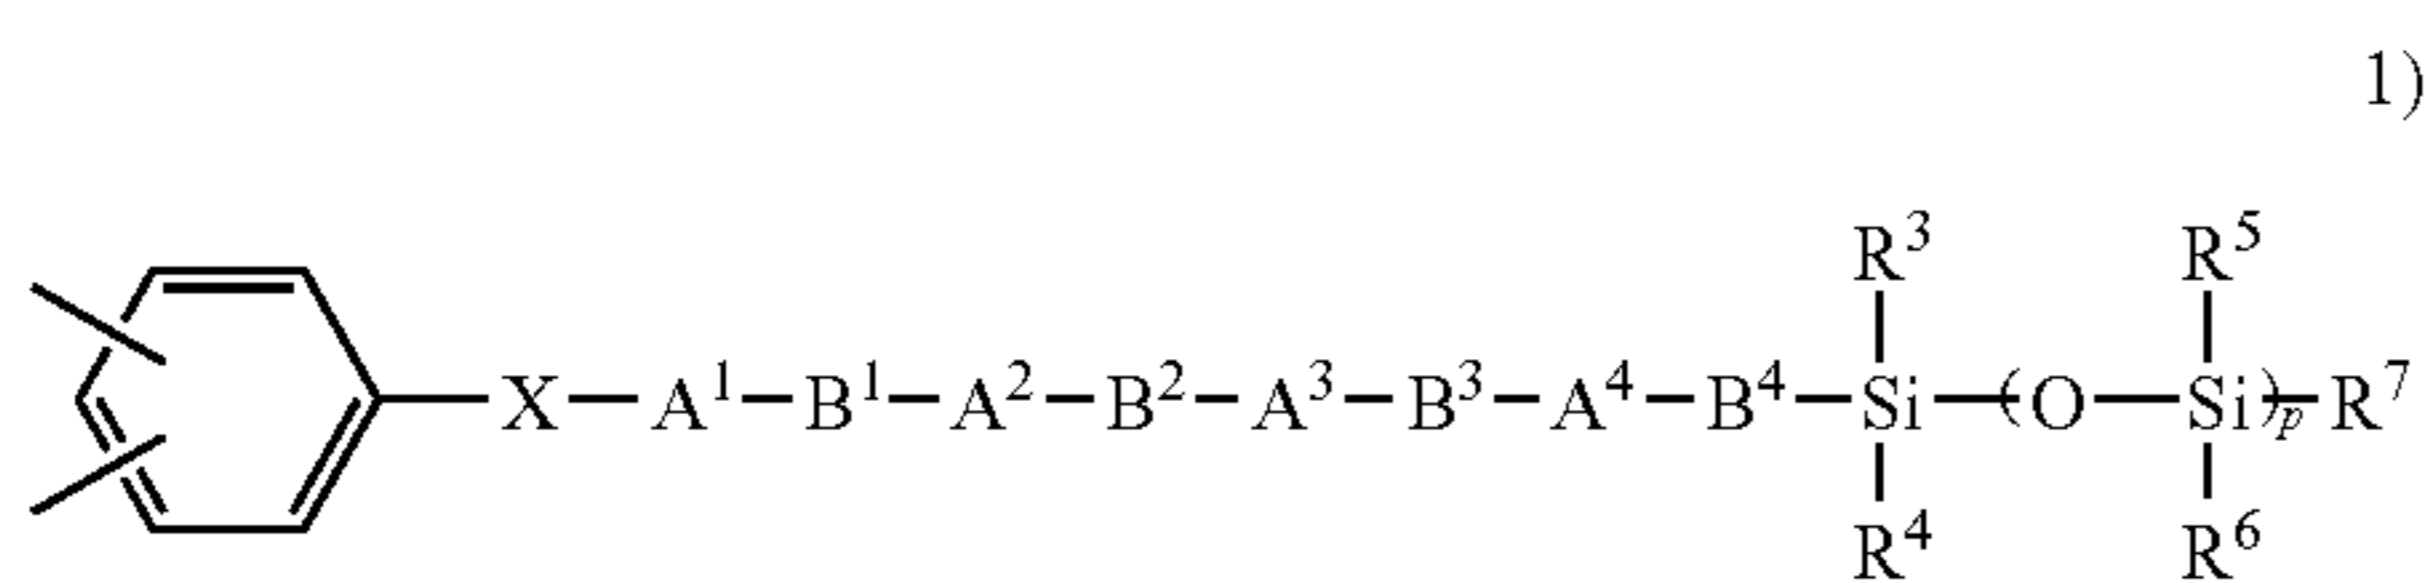 1)
R³ R⁵
X—A¹—B¹—A²—B²—A³—B³—A⁴—B⁴—Si—(O—Si)ₚ—R⁷
R⁴ R⁶